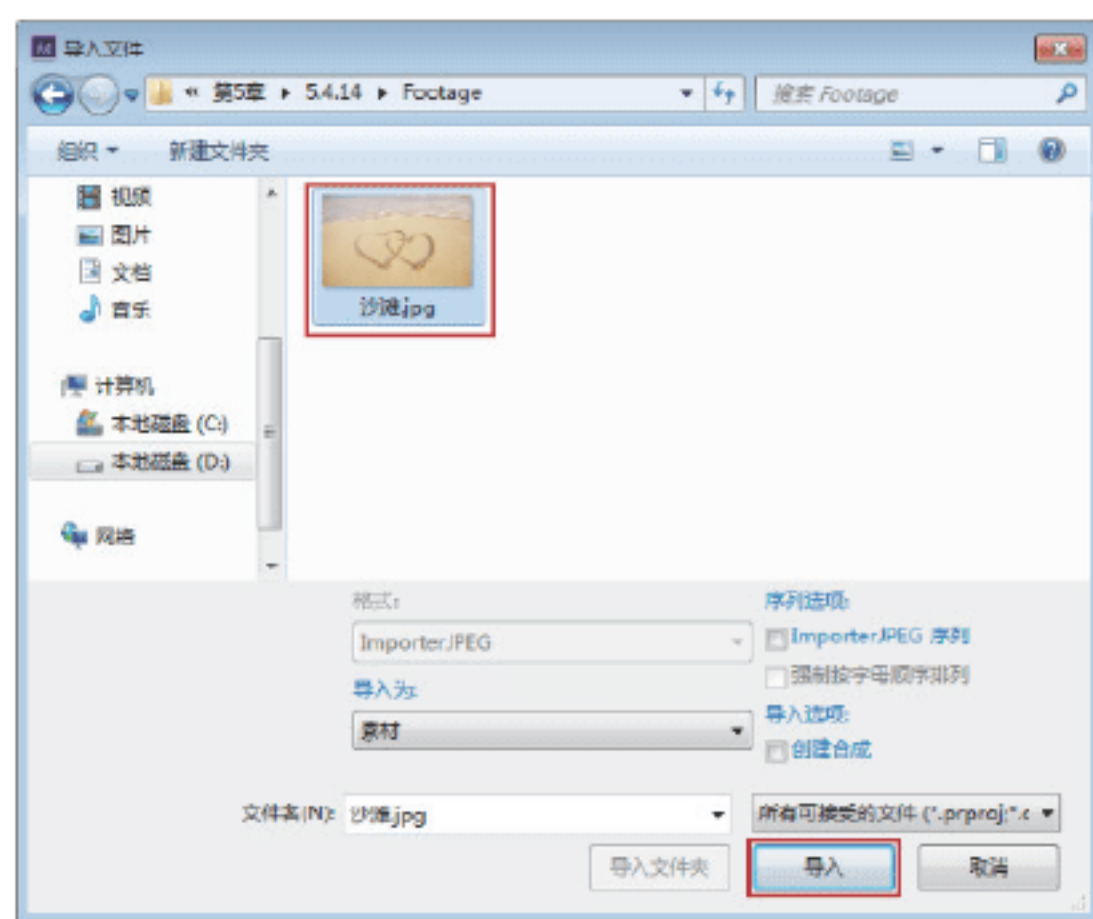 导入文件
« 第5章 ▸ 5.4.14 ▸ Footage
搜索 Footage
组织
新建文件夹
视频
图片
文档
音乐
计算机
本地磁盘 (C:)
本地磁盘 (D:)
网络
沙滩.jpg
格式:
ImporterJPEG
导入为:
素材
序列选项:
ImporterJPEG 序列
强制按字母顺序排列
导入选项:
创建合成
文件名(N):
沙滩.jpg
所有可接受的文件 (*.prproj;*.c
导入文件夹
导入
取消